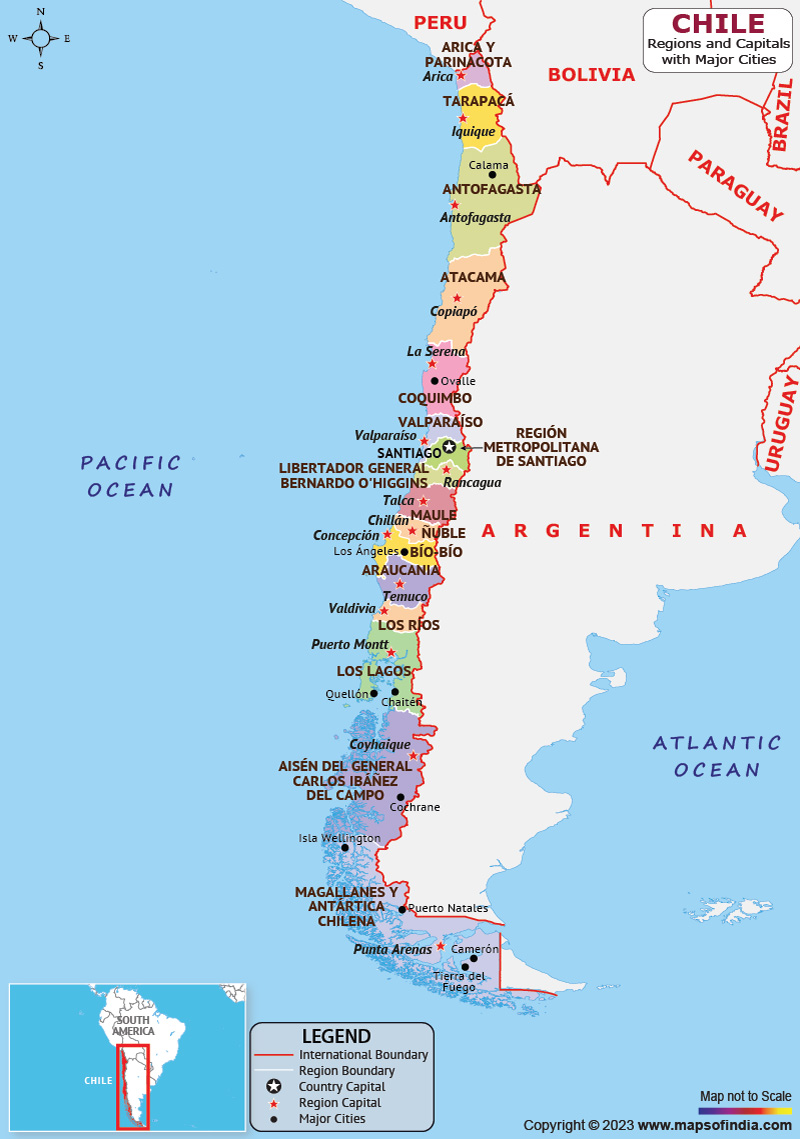 N
W E
S
PERU
CHILE
Regions and Capitals
with Major Cities
ARICA Y
PARINACOTA
Arica
BOLIVIA
BRAZIL
TARAPACÁ
Iquique
PARAGUAY
Calama
ANTOFAGASTA
Antofagasta
ATACAMA
Copiapó
La Serena
Ovalle
COQUIMBO
URUGUAY
VALPARAÍSO
Valparaíso
SANTIAGO
REGIÓN
METROPOLITANA
DE SANTIAGO
PACIFIC
OCEAN
LIBERTADOR GENERAL
BERNARDO O'HIGGINS
Rancagua
Talca
MAULE
Chillán
ÑUBLE
Concepción
ARGENTINA
Los Ángeles
BÍO-BÍO
ARAUCANIA
Temuco
Valdivia
LOS RÍOS
Puerto Montt
LOS LAGOS
Quellón
Chaitén
Coyhaique
AISÉN DEL GENERAL
CARLOS IBÁÑEZ
DEL CAMPO
Cochrane
ATLANTIC
OCEAN
Isla Wellington
MAGALLANES Y
ANTÁRTICA
CHILENA
Puerto Natales
Punta Arenas
Camerón
Tierra del
Fuego
SOUTH
AMERICA
CHILE
LEGEND
International Boundary
Region Boundary
Country Capital
Region Capital
Major Cities
Map not to Scale
Copyright © 2023 www.mapsofindia.com